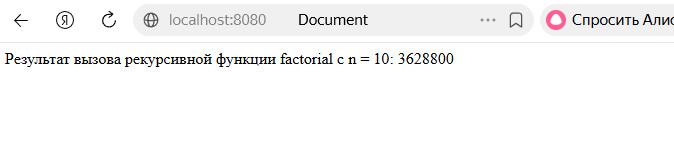 localhost:8080 Document Спросить Алис
Результат вызова рекурсивной функции factorial с n = 10: 3628800